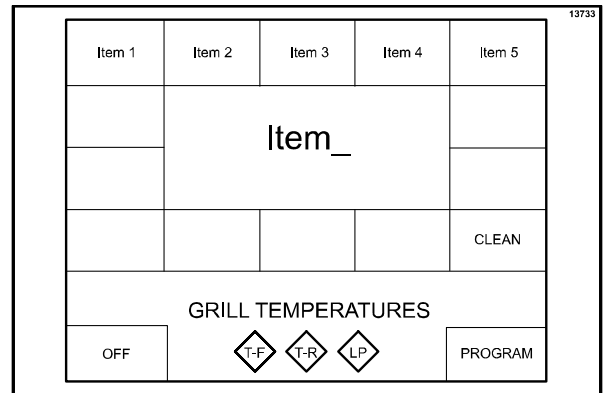 13733
Item 1 Item 2 Item 3 Item 4 Item 5
Item_
CLEAN
GRILL TEMPERATURES
OFF T-F T-R LP PROGRAM